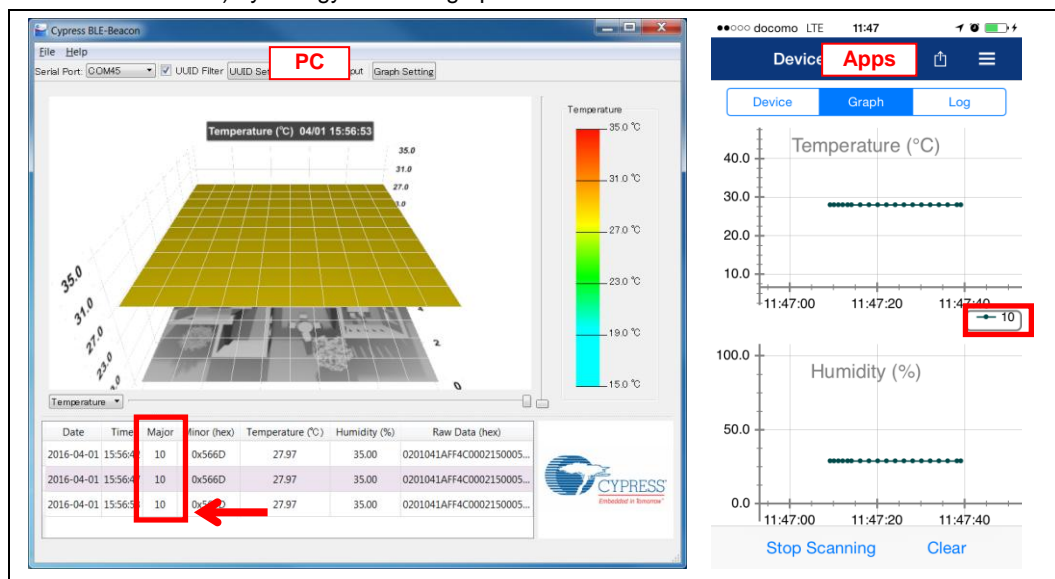 Cypress BLE-Beacon
File Help
Serial Port: COM45 UUID Filter UUID Se PC put Graph Setting
Temperature (℃) 04/01 15:56:53
35.0
31.0
27.0
35.0
31.0
27.0
23.0
2
0
Temperature
35.0 ℃
31.0 ℃
27.0 ℃
23.0 ℃
19.0 ℃
15.0 ℃
Temperature
Date Time Major Minor (hex) Temperature (℃) Humidity (%) Raw Data (hex)
2016-04-01 15:56:4 10 0x566D 27.97 35.00 0201041AFF4C0002150005...
2016-04-01 15:56:4 10 0x566D 27.97 35.00 0201041AFF4C0002150005...
2016-04-01 15:56:5 10 27.97 35.00 0201041AFF4C0002150005...
CYPRESS
Embedded in Tomorrow™
docomo LTE 11:47
Device Apps
Device Graph Log
Temperature (°C)
40.0
30.0
20.0
10.0
11:47:00 11:47:20 11:47:40
10
Humidity (%)
100.0
50.0
0.0
11:47:00 11:47:20 11:47:40
Stop Scanning Clear